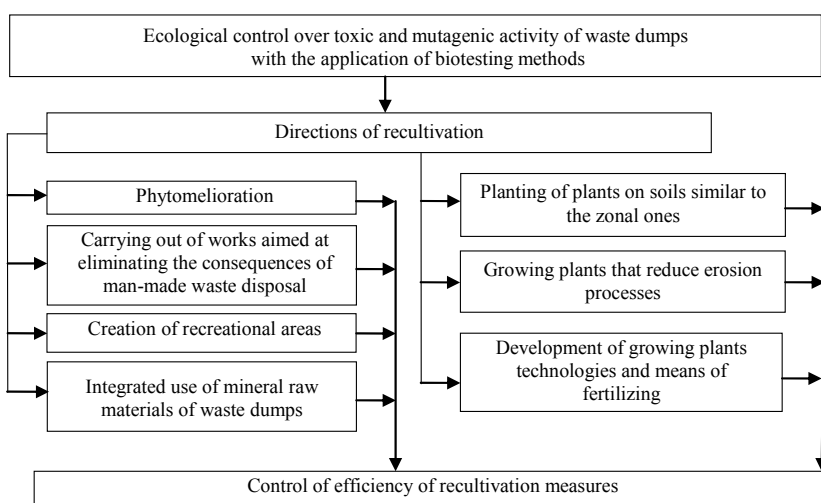 Ecological control over toxic and mutagenic activity of waste dumps
with the application of biotesting methods
Directions of recultivation
Phytomelioration
Carrying out of works aimed at
eliminating the consequences of
man-made waste disposal
Creation of recreational areas
Integrated use of mineral raw
materials of waste dumps
Planting of plants on soils similar to
the zonal ones
Growing plants that reduce erosion
processes
Development of growing plants
technologies and means of
fertilizing
Control of efficiency of recultivation measures